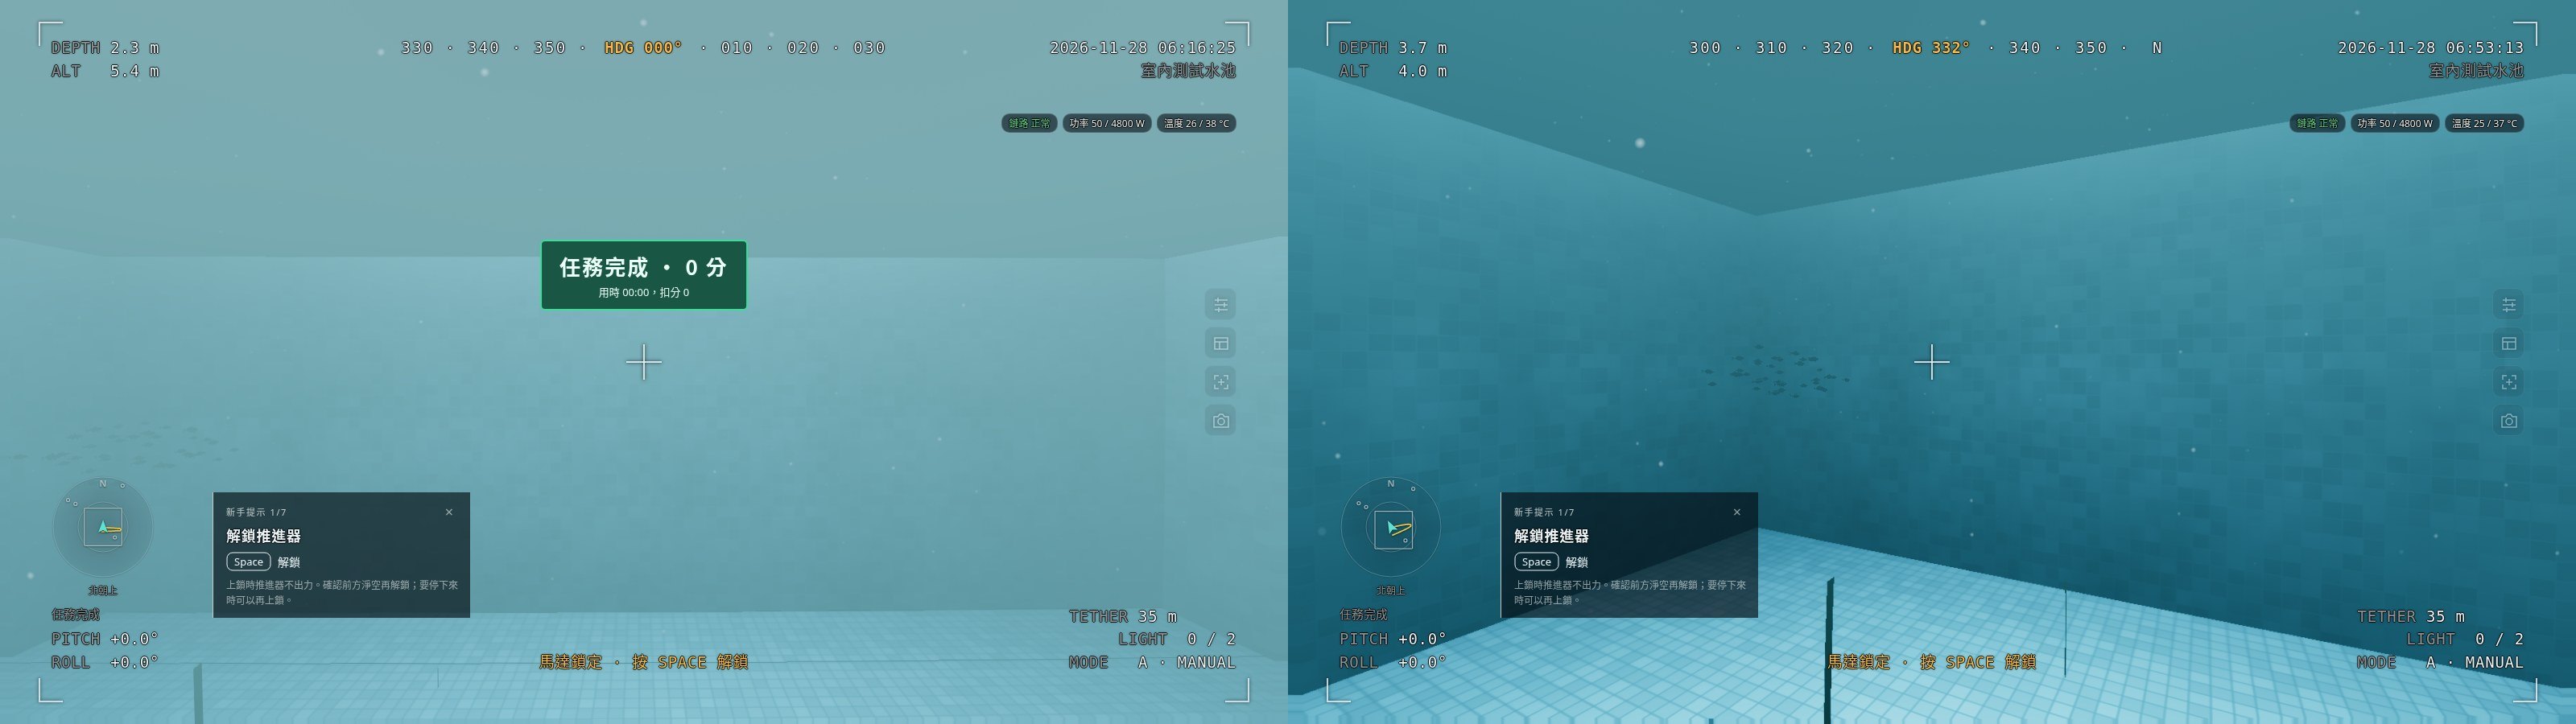 DEPTH 2.3 m
ALT 5.4 m
330 · 340 · 350 · HDG 000° · 010 · 020 · 030
2026-11-28 06:16:25
室內測試水池
鏈路 正常
功率 50 / 4800 W
溫度 26 / 38 °C
任務完成 · 0 分
用時 00:00,扣分 0
N
北朝上
任務完成
PITCH +0.0°
ROLL +0.0°
新手提示 1/7
×
解鎖推進器
Space 解鎖
上鎖時推進器不出力。確認前方淨空再解鎖;要停下來
時可以再上鎖。
馬達鎖定 · 按 SPACE 解鎖
TETHER 35 m
LIGHT 0 / 2
MODE A · MANUAL
DEPTH 3.7 m
ALT 4.0 m
300 · 310 · 320 · HDG 332° · 340 · 350 · N
2026-11-28 06:53:13
室內測試水池
鏈路 正常
功率 50 / 4800 W
溫度 25 / 37 °C
N
北朝上
任務完成
PITCH +0.0°
ROLL +0.0°
新手提示 1/7
×
解鎖推進器
Space 解鎖
上鎖時推進器不出力。確認前方淨空再解鎖;要停下來
時可以再上鎖。
馬達鎖定 · 按 SPACE 解鎖
TETHER 35 m
LIGHT 0 / 2
MODE A · MANUAL